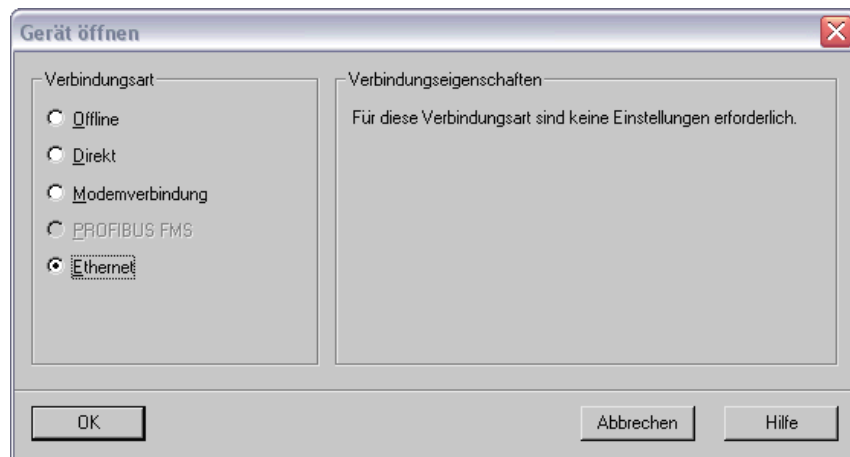 Gerät öffnen
Verbindungsart
Offline
Direkt
Modemverbindung
PROFIBUS FMS
Ethernet
Verbindungseigenschaften
Für diese Verbindungsart sind keine Einstellungen erforderlich.
OK
Abbrechen
Hilfe